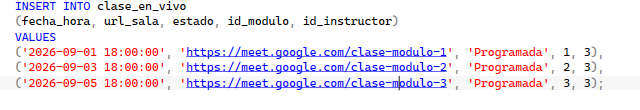 INSERT INTO clase_en_vivo
(fecha_hora, url_sala, estado, id_modulo, id_instructor)
VALUES
('2026-09-01 18:00:00', 'https://meet.google.com/clase-modulo-1', 'Programada', 1, 3),
('2026-09-03 18:00:00', 'https://meet.google.com/clase-modulo-2', 'Programada', 2, 3),
('2026-09-05 18:00:00', 'https://meet.google.com/clase-modulo-3', 'Programada', 3, 3);